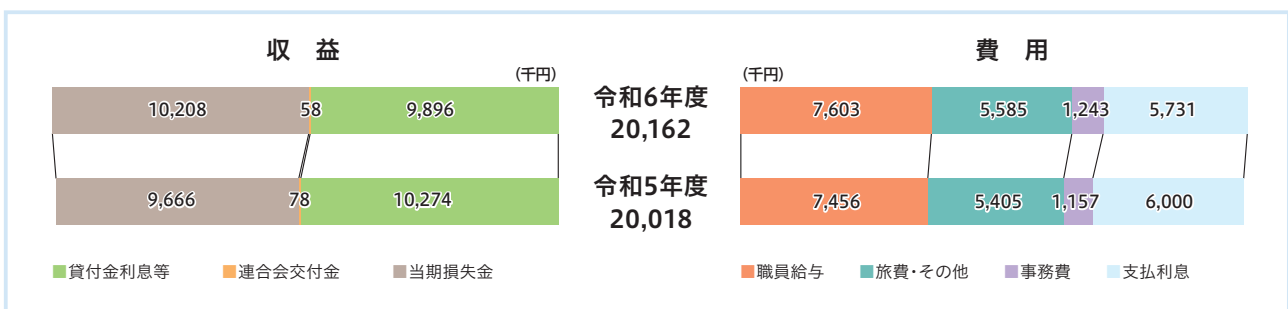 収 益
(千円)
10,208 58 9,896
9,666 78 10,274
■貸付金利息等 ■連合会交付金 ■当期損失金
令和6年度
20,162
令和5年度
20,018
費 用
(千円)
7,603 5,585 1,243 5,731
7,456 5,405 1,157 6,000
■職員給与 ■旅費・その他 ■事務費 ■支払利息